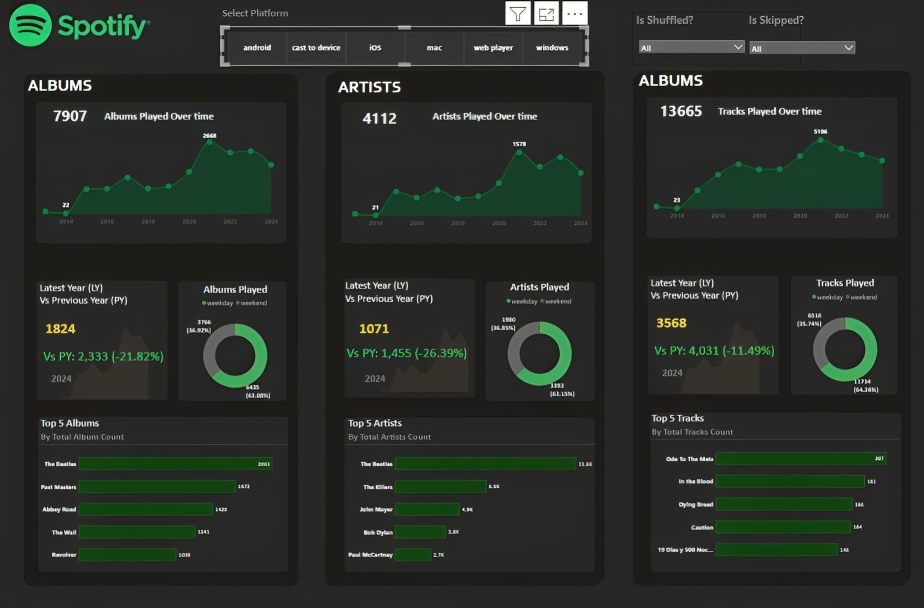 Spotify
Select Platform
android
cast to device
iOS
mac
web player
windows
Is Shuffled?
All
Is Skipped?
All
ALBUMS
7907
Albums Played Over time
2668
22
2014
2016
2018
2020
2022
2024
Latest Year (LY)
Vs Previous Year (PY)
1824
Vs PY: 2,333 (-21.82%)
2024
Albums Played
weekday
weekend
3766
(36.92%)
6435
(63.08%)
Top 5 Albums
By Total Album Count
The Beatles
2063
Past Masters
1672
Abbey Road
1429
The Wall
1241
Revolver
1038
ARTISTS
4112
Artists Played Over time
1578
21
2014
2016
2018
2020
2022
2024
Latest Year (LY)
Vs Previous Year (PY)
1071
Vs PY: 1,455 (-26.39%)
2024
Artists Played
weekday
weekend
1980
(36.85%)
3393
(63.15%)
Top 5 Artists
By Total Artists Count
The Beatles
13.6K
The Killers
John Mayer
Bob Dylan
Paul McCartney
2.7K
ALBUMS
13665
Tracks Played Over time
5106
23
2014
2016
2018
2020
2022
2024
Latest Year (LY)
Vs Previous Year (PY)
3568
Vs PY: 4,031 (-11.49%)
2024
Tracks Played
weekday
weekend
6516
(35.74%)
11714
(64.26%)
Top 5 Tracks
By Total Tracks Count
Ode To The Mets
207
In the Blood
181
Dying Breed
166
Caution
164
19 Dias y 500 Noc...
148